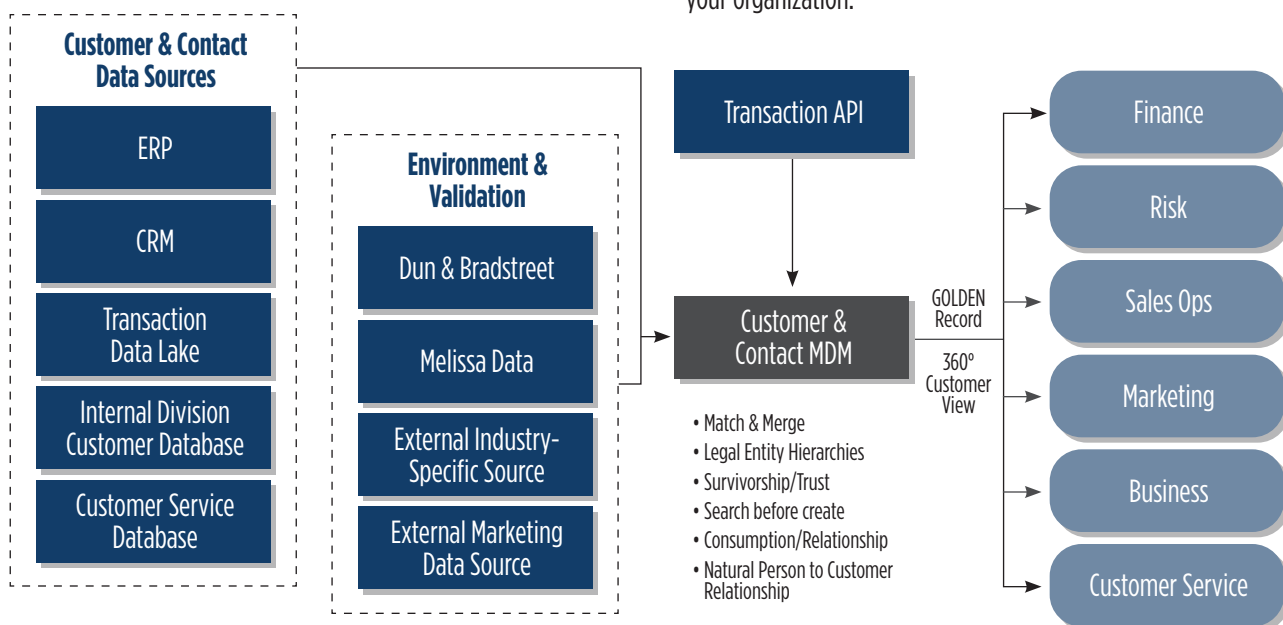 your organization.
Customer & Contact
Data Sources
ERP
CRM
Transaction
Data Lake
Internal Division
Customer Database
Customer Service
Database
Environment &
Validation
Dun & Bradstreet
Melissa Data
External Industry-
Specific Source
External Marketing
Data Source
Transaction API
Customer &
Contact MDM
• Match & Merge
• Legal Entity Hierarchies
• Survivorship/Trust
• Search before create
• Consumption/Relationship
• Natural Person to Customer
Relationship
GOLDEN
Record
360º
Customer
View
Finance
Risk
Sales Ops
Marketing
Business
Customer Service